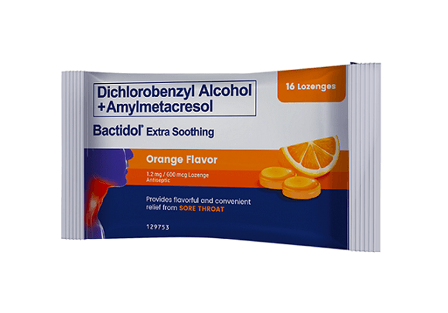 16 Lozenges
Dichlorobenzyl Alcohol
+Amylmetacresol
Bactidol® Extra Soothing
Orange Flavor
1.2 mg / 600 mcg Lozenge
Antiseptic
Provides flavorful and convenient
relief from SORE THROAT
129753